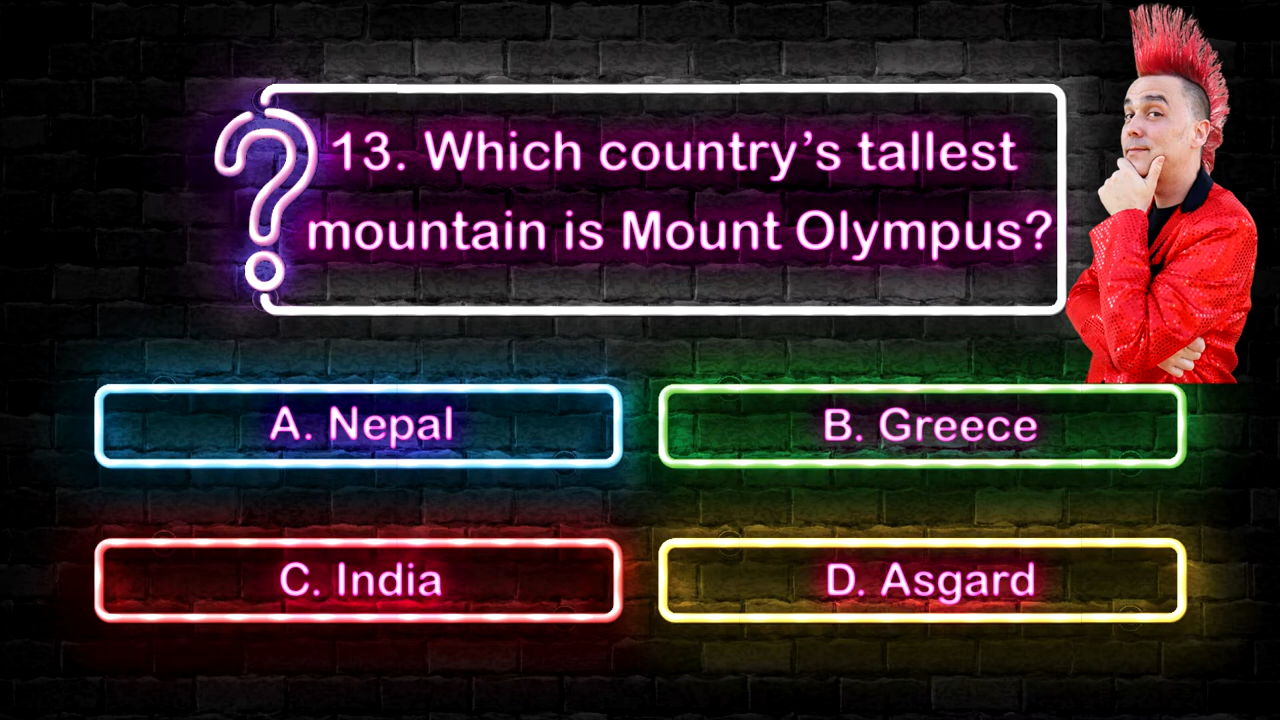 13. Which country’s tallest
mountain is Mount Olympus?
A. Nepal
B. Greece
C. India
D. Asgard